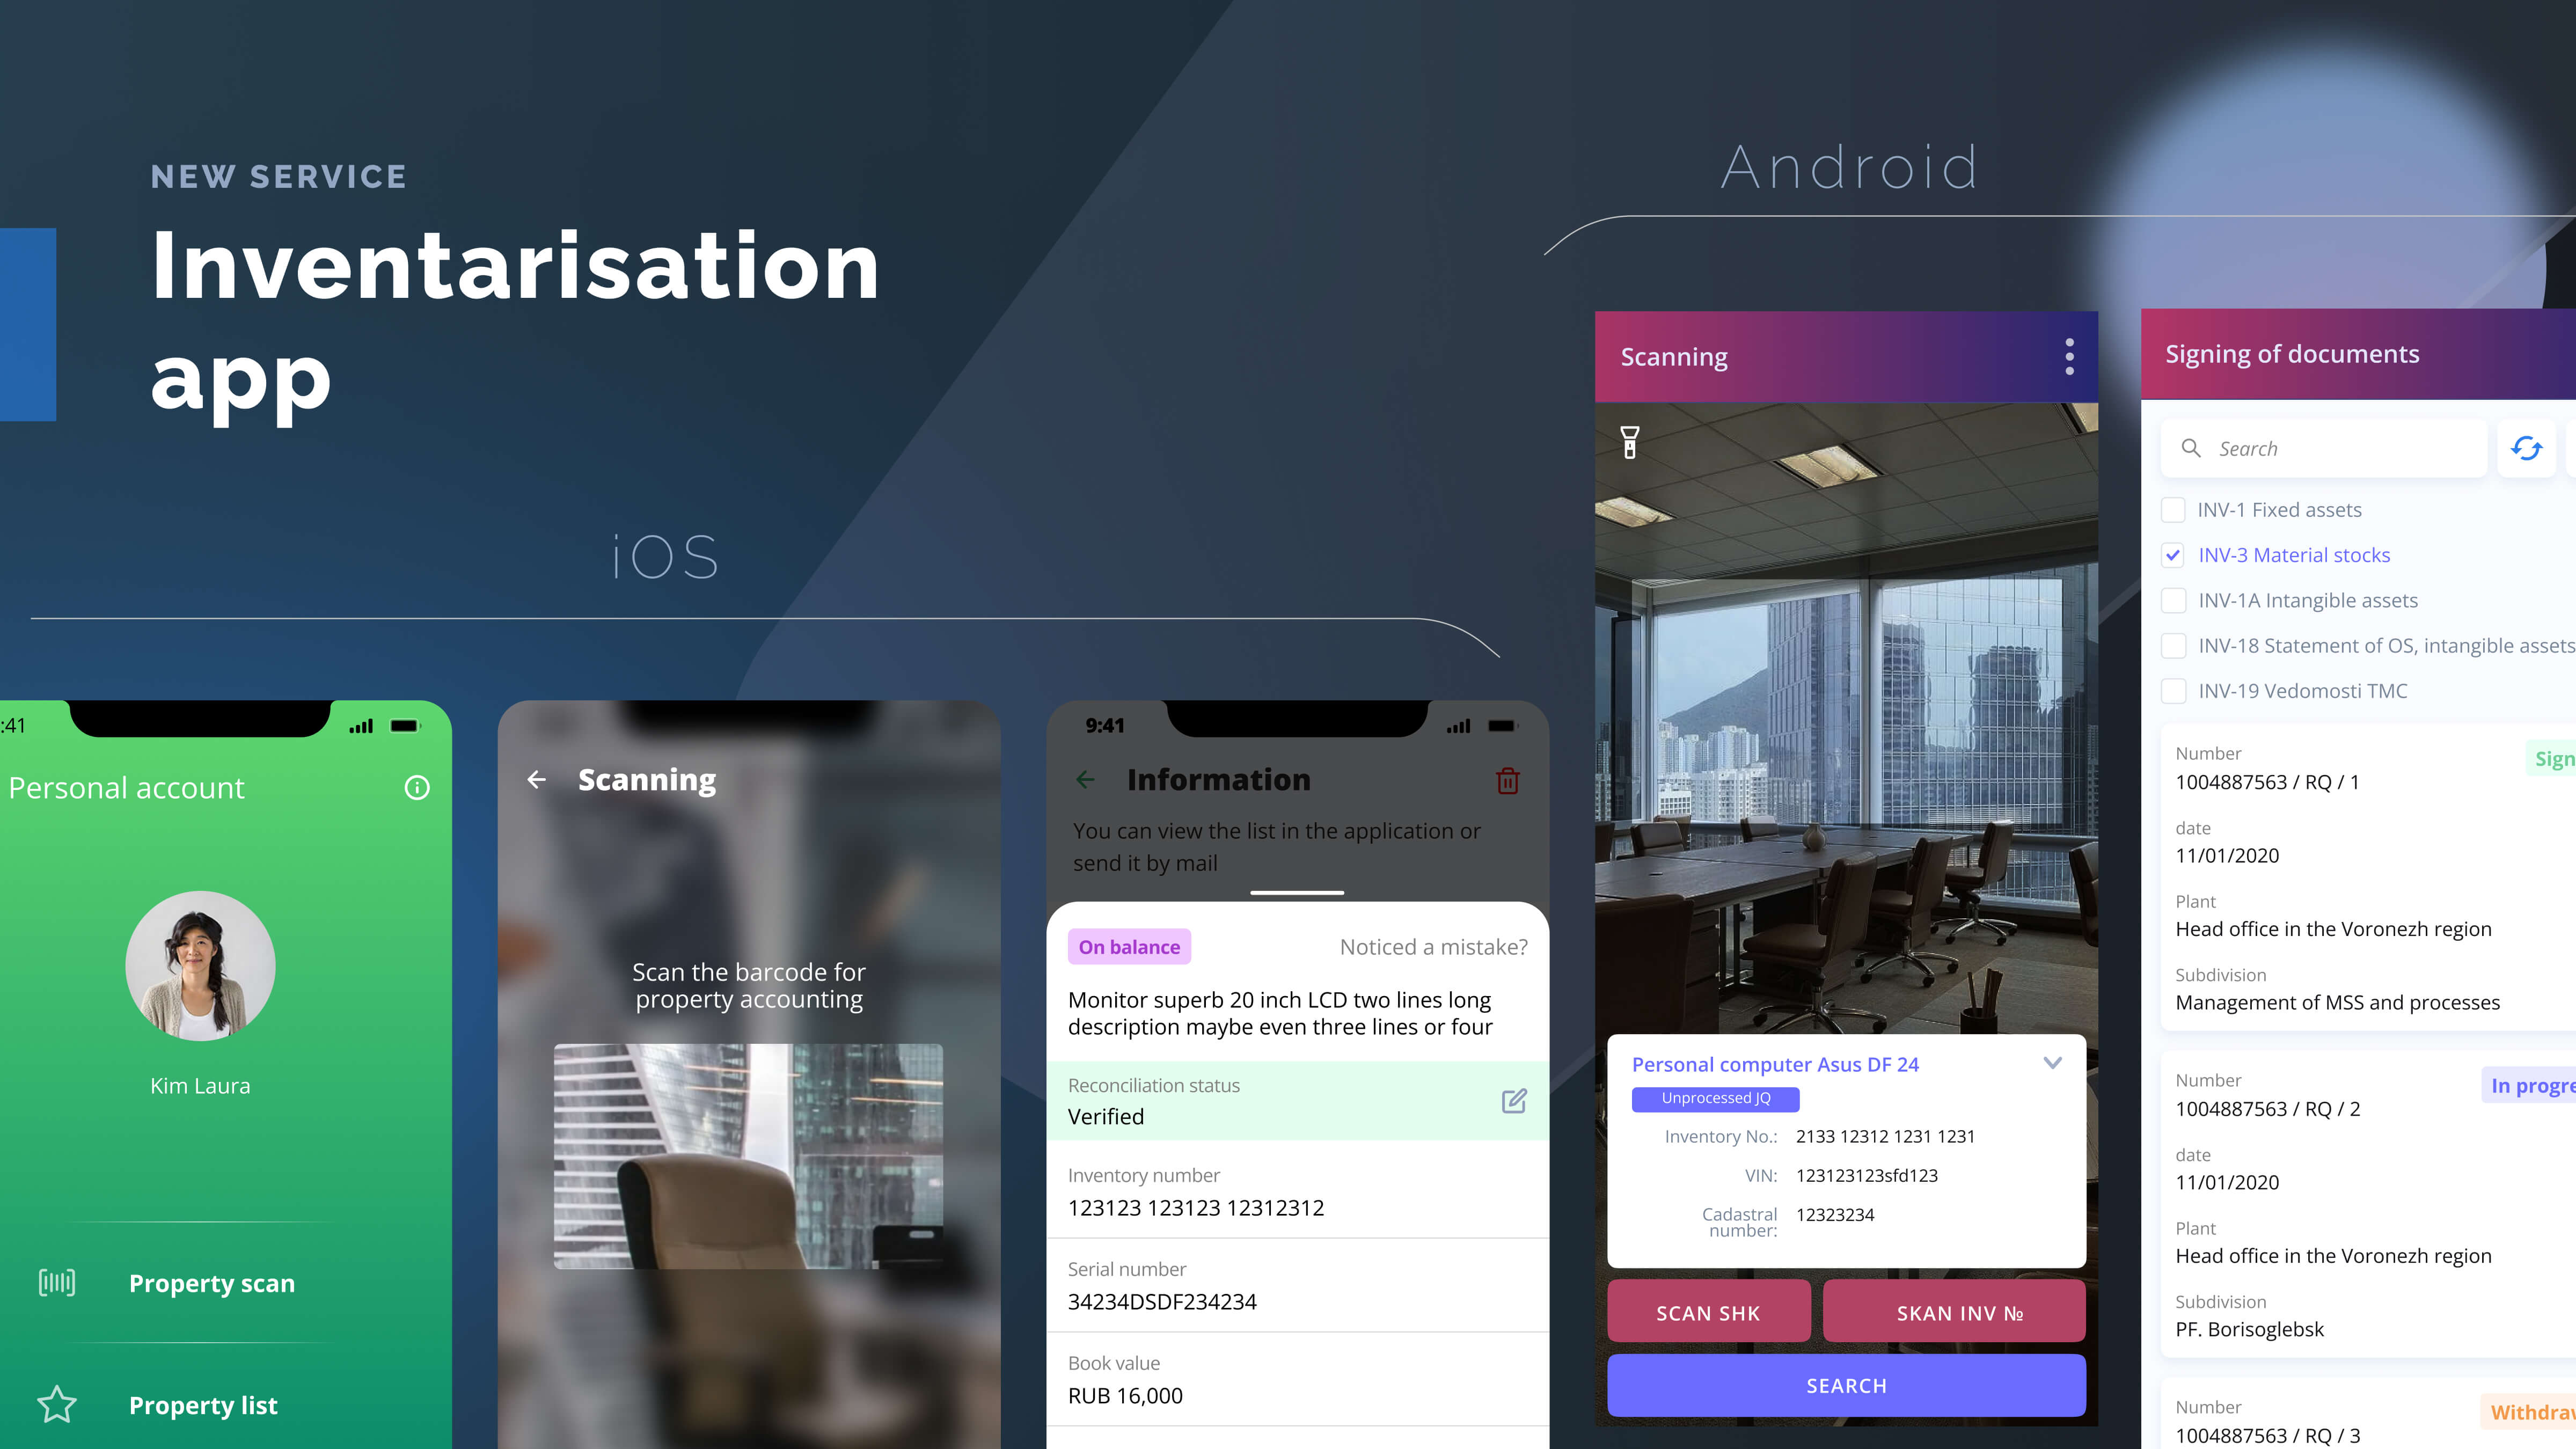 NEW SERVICE
Inventarisation
app
iOS
Android
:41
Personal account
Kim Laura
Property scan
Property list
Scanning
Scan the barcode for
property accounting
9:41
Information
You can view the list in the application or
send it by mail
On balance
Noticed a mistake?
Monitor superb 20 inch LCD two lines long
description maybe even three lines or four
Reconciliation status
Verified
Inventory number
123123 123123 12312312
Serial number
34234DSDF234234
Book value
RUB 16,000
Scanning
Personal computer Asus DF 24
Unprocessed JQ
Inventory No.: 2133 12312 1231 1231
VIN: 123123123sfd123
Cadastral 12323234
number:
SCAN SHK
SKAN INV №
SEARCH
Signing of documents
Search
INV-1 Fixed assets
INV-3 Material stocks
INV-1A Intangible assets
INV-18 Statement of OS, intangible assets
INV-19 Vedomosti TMC
Number
Sign
1004887563 / RQ / 1
date
11/01/2020
Plant
Head office in the Voronezh region
Subdivision
Management of MSS and processes
Number
In progre
1004887563 / RQ / 2
date
11/01/2020
Plant
Head office in the Voronezh region
Subdivision
PF. Borisoglebsk
Number
Withdra
1004887563 / RQ / 3